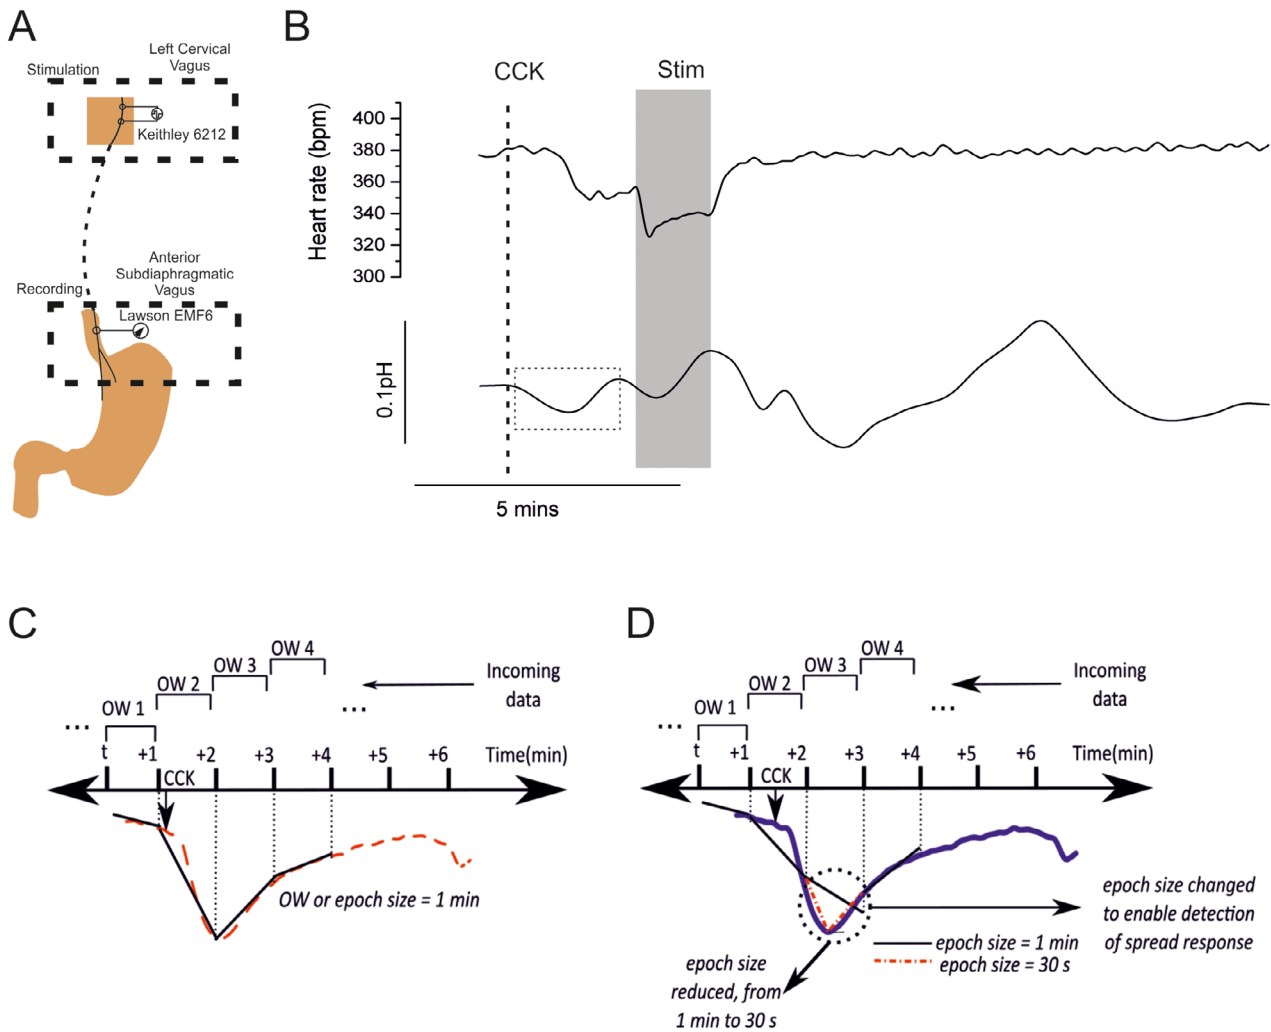 A
Left Cervical
Vagus
Stimulation
Keithley 6212
Anterior
Subdiaphragmatic
Vagus
Recording
Lawson EMF6
B
CCK
Stim
Heart rate (bpm)
400
380
360
340
320
300
0.1pH
5 mins
C
OW 4
OW 3
OW 2
OW 1
Incoming
data
...
...
t
+1
+2
+3
+4
+5
+6
Time(min)
CCK
OW or epoch size = 1 min
D
OW 4
OW 3
OW 2
OW 1
Incoming
data
...
...
t
+1
+2
+3
+4
+5
+6
Time(min)
CCK
epoch size changed
to enable detection
of spread response
epoch size = 1 min
epoch size = 30 s
epoch size
reduced, from
1 min to 30 s